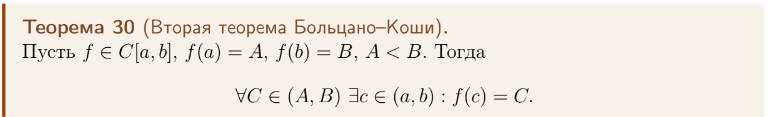 Теорема 30 (Вторая теорема Больцано–Коши).
Пусть f ∈ C[a, b], f(a) = A, f(b) = B, A < B. Тогда
∀C ∈ (A, B) ∃c ∈ (a, b) : f(c) = C.